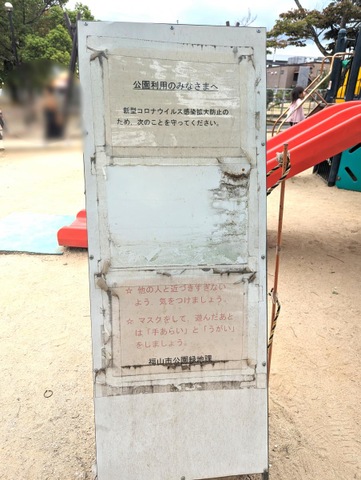 公園利用のみなさまへ
新型コロナウイルス感染拡大防止の
ため、次のことを守ってください。
☆ 他の人と近づきすぎない
よう、気をつけましょう。
☆ マスクをして、遊んだあと
は「手あらい」と「うがい」
をしましょう。
福山市公園緑地課